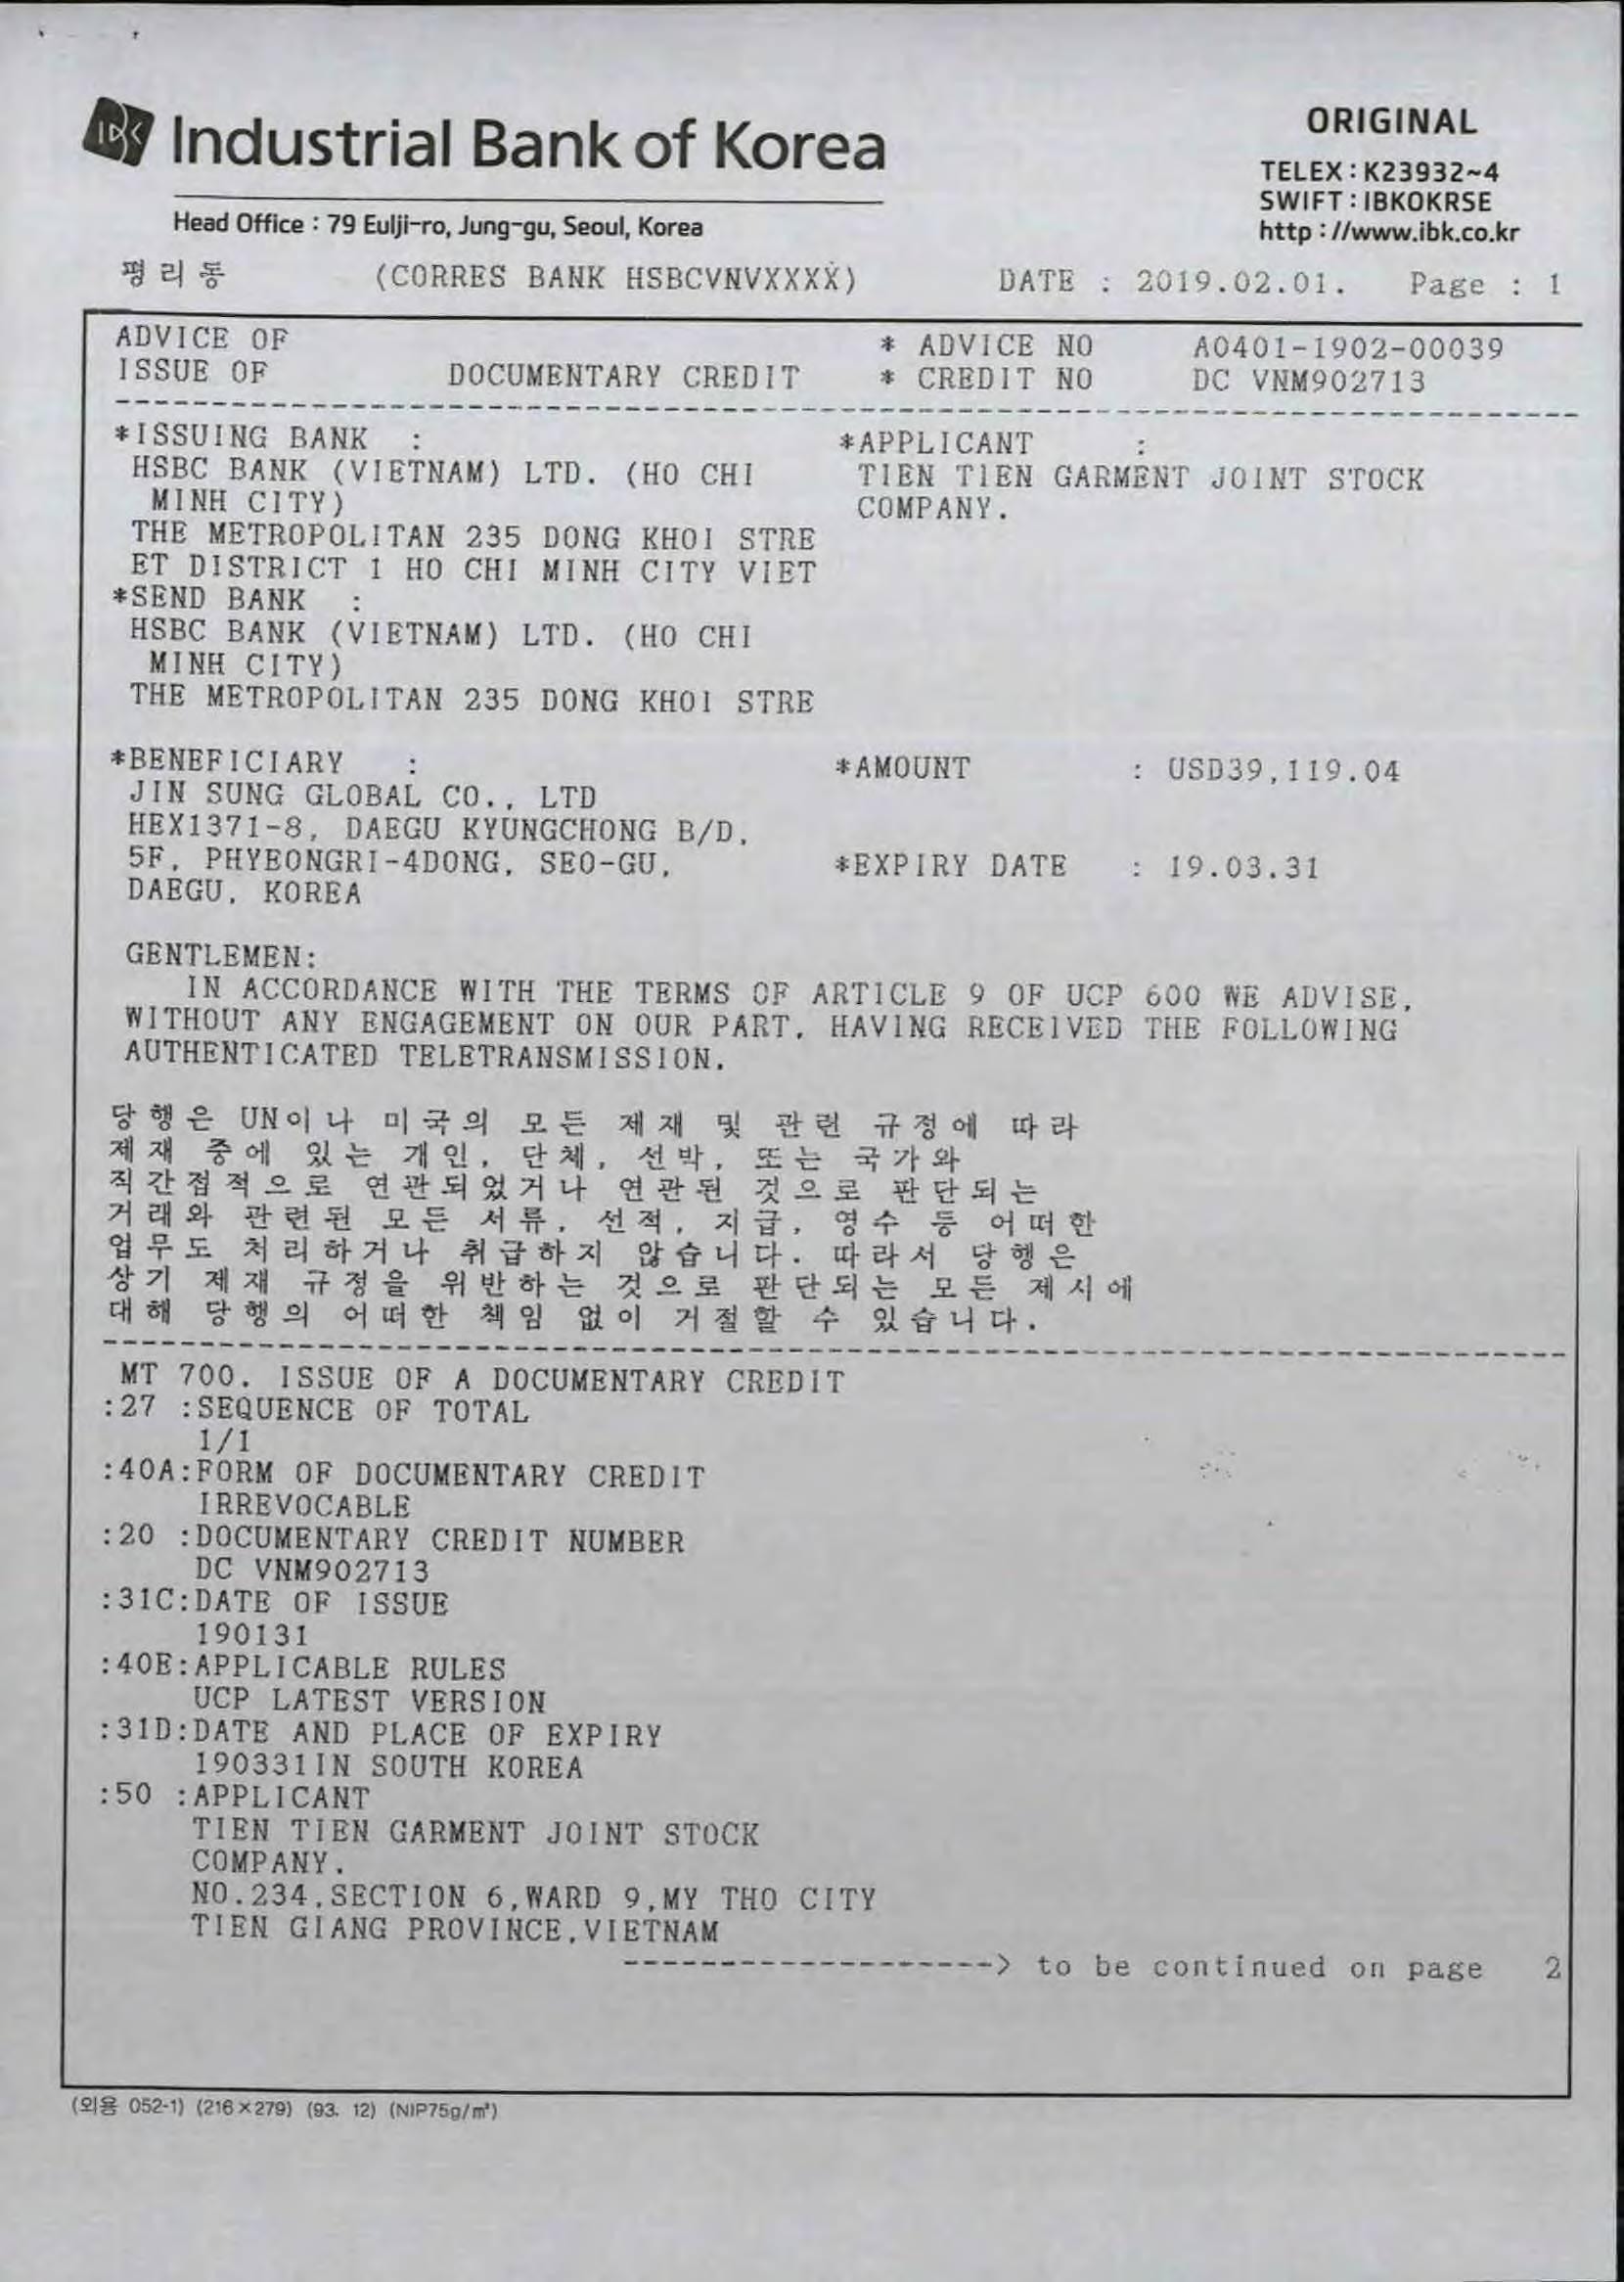 IBK Industrial Bank of Korea
ORIGINAL
TELEX : K23932~4
SWIFT : IBKOKRSE
http : //www.ibk.co.kr
Head Office : 79 Eulji-ro, Jung-gu, Seoul, Korea
평리동 (CORRES BANK HSBCVNVXXXX) DATE : 2019.02.01. Page : 1
ADVICE OF * ADVICE NO A0401-1902-00039
ISSUE OF DOCUMENTARY CREDIT * CREDIT NO DC VNM902713
*ISSUING BANK : *APPLICANT :
HSBC BANK (VIETNAM) LTD. (HO CHI TIEN TIEN GARMENT JOINT STOCK
MINH CITY) COMPANY.
THE METROPOLITAN 235 DONG KHOI STRE
ET DISTRICT 1 HO CHI MINH CITY VIET
*SEND BANK :
HSBC BANK (VIETNAM) LTD. (HO CHI
MINH CITY)
THE METROPOLITAN 235 DONG KHOI STRE
*BENEFICIARY : *AMOUNT : USD39,119.04
JIN SUNG GLOBAL CO., LTD
HEX1371-8, DAEGU KYUNGCHONG B/D,
5F, PHYEONGRI-4DONG, SEO-GU, *EXPIRY DATE : 19.03.31
DAEGU, KOREA
GENTLEMEN:
IN ACCORDANCE WITH THE TERMS OF ARTICLE 9 OF UCP 600 WE ADVISE,
WITHOUT ANY ENGAGEMENT ON OUR PART, HAVING RECEIVED THE FOLLOWING
AUTHENTICATED TELETRANSMISSION.
당행은 UN이나 미국의 모든 제재 및 관련 규정에 따라
제재 중에 있는 개인, 단체, 선박, 또는 국가와
직간접적으로 연관되었거나 연관된 것으로 판단되는
거래와 관련된 모든 서류, 선적, 지급, 영수 등 어떠한
업무도 처리하거나 취급하지 않습니다. 따라서 당행은
상기 제재 규정을 위반하는 것으로 판단되는 모든 제시에
대해 당행의 어떠한 책임 없이 거절할 수 있습니다.
MT 700. ISSUE OF A DOCUMENTARY CREDIT
:27 :SEQUENCE OF TOTAL
1/1
:40A:FORM OF DOCUMENTARY CREDIT
IRREVOCABLE
:20 :DOCUMENTARY CREDIT NUMBER
DC VNM902713
:31C:DATE OF ISSUE
190131
:40E:APPLICABLE RULES
UCP LATEST VERSION
:31D:DATE AND PLACE OF EXPIRY
190331IN SOUTH KOREA
:50 :APPLICANT
TIEN TIEN GARMENT JOINT STOCK
COMPANY.
NO.234,SECTION 6,WARD 9,MY THO CITY
TIEN GIANG PROVINCE,VIETNAM
-------------------> to be continued on page 2
(외용 052-1) (216×279) (93. 12) (NIP75g/㎡)